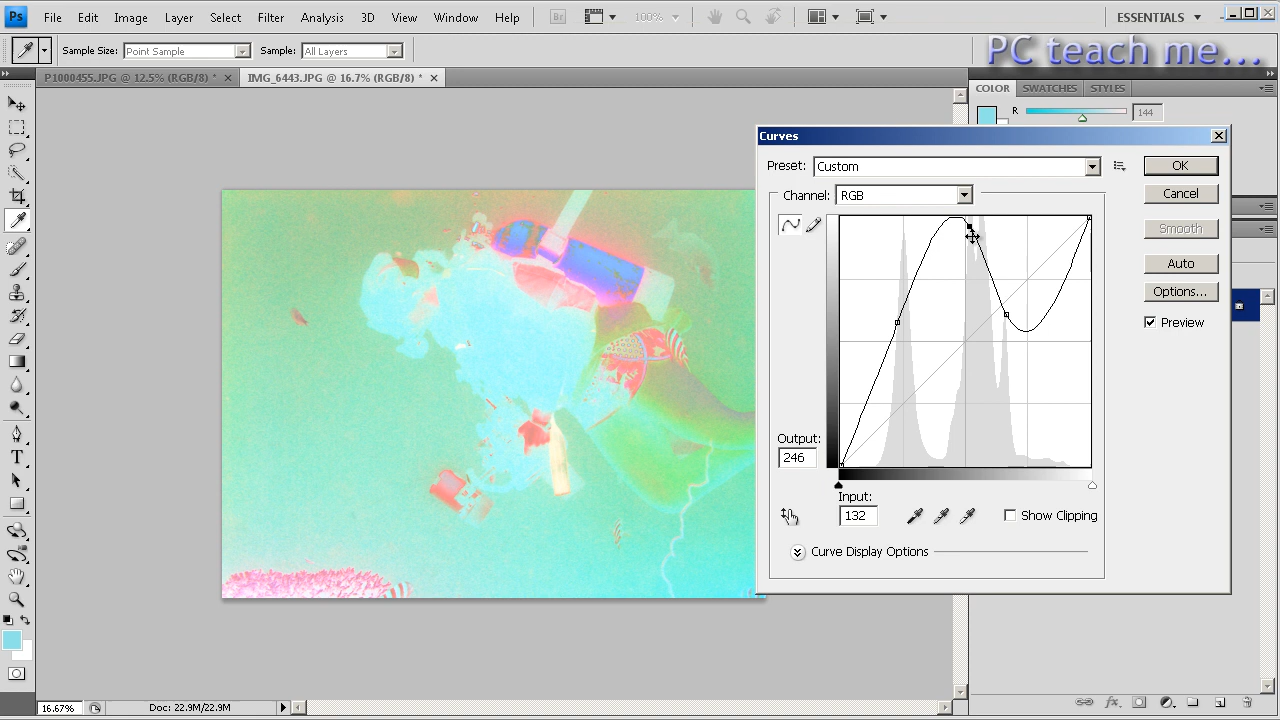 Ps File Edit Image Layer Select Filter Analysis 3D View Window Help Br 100% ESSENTIALS
Sample Size: Point Sample Sample: All Layers
PC teach me...
P1000455.JPG @ 12.5% (RGB/8) * IMG_6443.JPG @ 16.7% (RGB/8) *
COLOR SWATCHES STYLES
R 144
Curves
Preset: Custom OK
Channel: RGB Cancel
Smooth
Auto
Options...
Preview
Output:
246
Input:
132
Show Clipping
Curve Display Options
T
16.67% Doc: 22.9M/22.9M fx